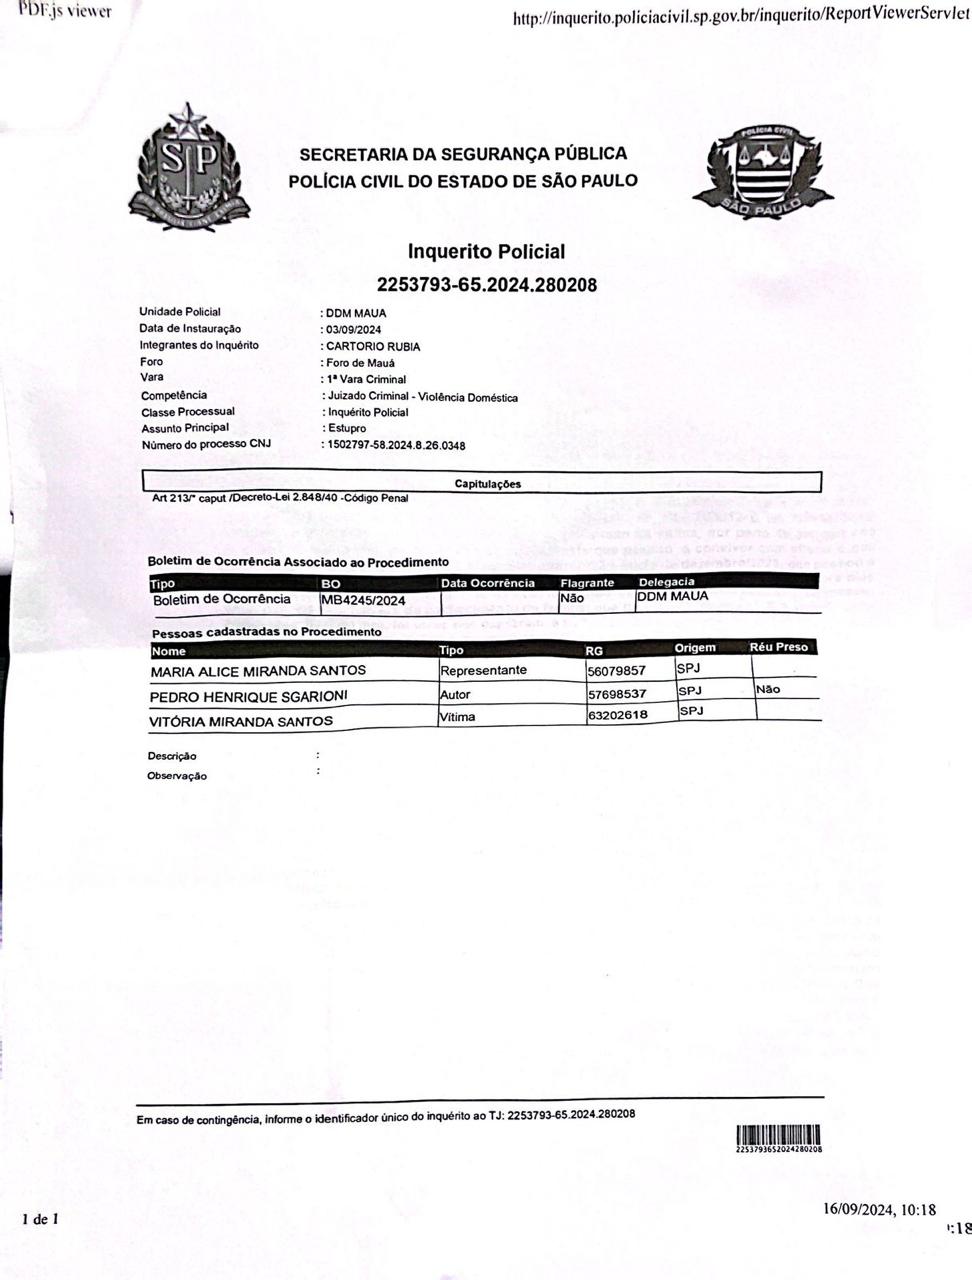 PDF.js viewer
http://inquerito.policiacivil.sp.gov.br/inquerito/ReportViewerServlet
SP
POLÍCIA CIVIL
SÃO PAULO
SECRETARIA DA SEGURANÇA PÚBLICA
POLÍCIA CIVIL DO ESTADO DE SÃO PAULO
Inquerito Policial
2253793-65.2024.280208
Unidade Policial : DDM MAUA
Data de Instauração : 03/09/2024
Integrantes do Inquérito : CARTORIO RUBIA
Foro : Foro de Mauá
Vara : 1ª Vara Criminal
Competência : Juizado Criminal - Violência Doméstica
Classe Processual : Inquérito Policial
Assunto Principal : Estupro
Número do processo CNJ : 1502797-58.2024.8.26.0348
Capitulações
Art 213/* caput /Decreto-Lei 2.848/40 -Código Penal
Boletim de Ocorrência Associado ao Procedimento
Tipo BO Data Ocorrência Flagrante Delegacia
Boletim de Ocorrência MB4245/2024 Não DDM MAUA
Pessoas cadastradas no Procedimento
Nome Tipo RG Origem Réu Preso
MARIA ALICE MIRANDA SANTOS Representante 56079857 SPJ
PEDRO HENRIQUE SGARIONI Autor 57698537 SPJ Não
VITÓRIA MIRANDA SANTOS Vítima 63202618 SPJ
Descrição :
Observação :
Em caso de contingência, informe o identificador único do inquérito ao TJ: 2253793-65.2024.280208
2253793652024280208
1 de 1
16/09/2024, 10:18
:18